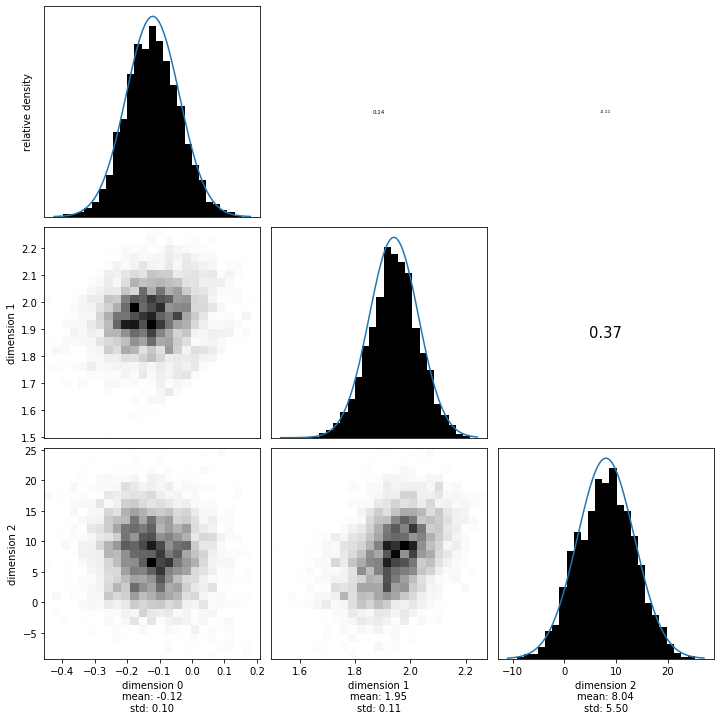 relative density
0.14
-0.11
2.2
2.1
2.0
1.9
1.8
1.7
1.6
1.5
dimension 1
0.37
25
20
15
10
5
0
−5
dimension 2
−0.4 −0.3 −0.2 −0.1 0.0 0.1 0.2
dimension 0
mean: -0.12
std: 0.10
1.6 1.8 2.0 2.2
dimension 1
mean: 1.95
std: 0.11
−10 0 10 20
dimension 2
mean: 8.04
std: 5.50